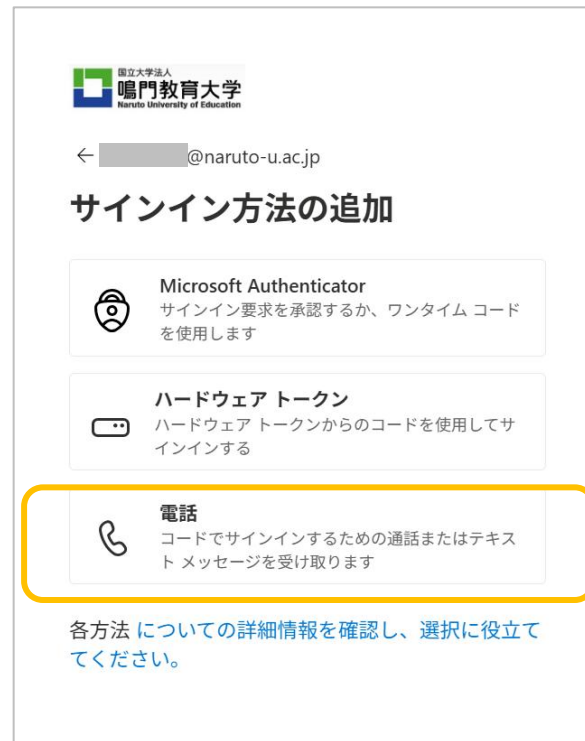 国立大学法人
鳴門教育大学
Naruto University of Education
← @naruto-u.ac.jp
サインイン方法の追加
Microsoft Authenticator
サインイン要求を承認するか、ワンタイム コード
を使用します
ハードウェア トークン
ハードウェア トークンからのコードを使用してサ
インインする
電話
コードでサインインするための通話またはテキス
ト メッセージを受け取ります
各方法 についての詳細情報を確認し、選択に役立て
てください。